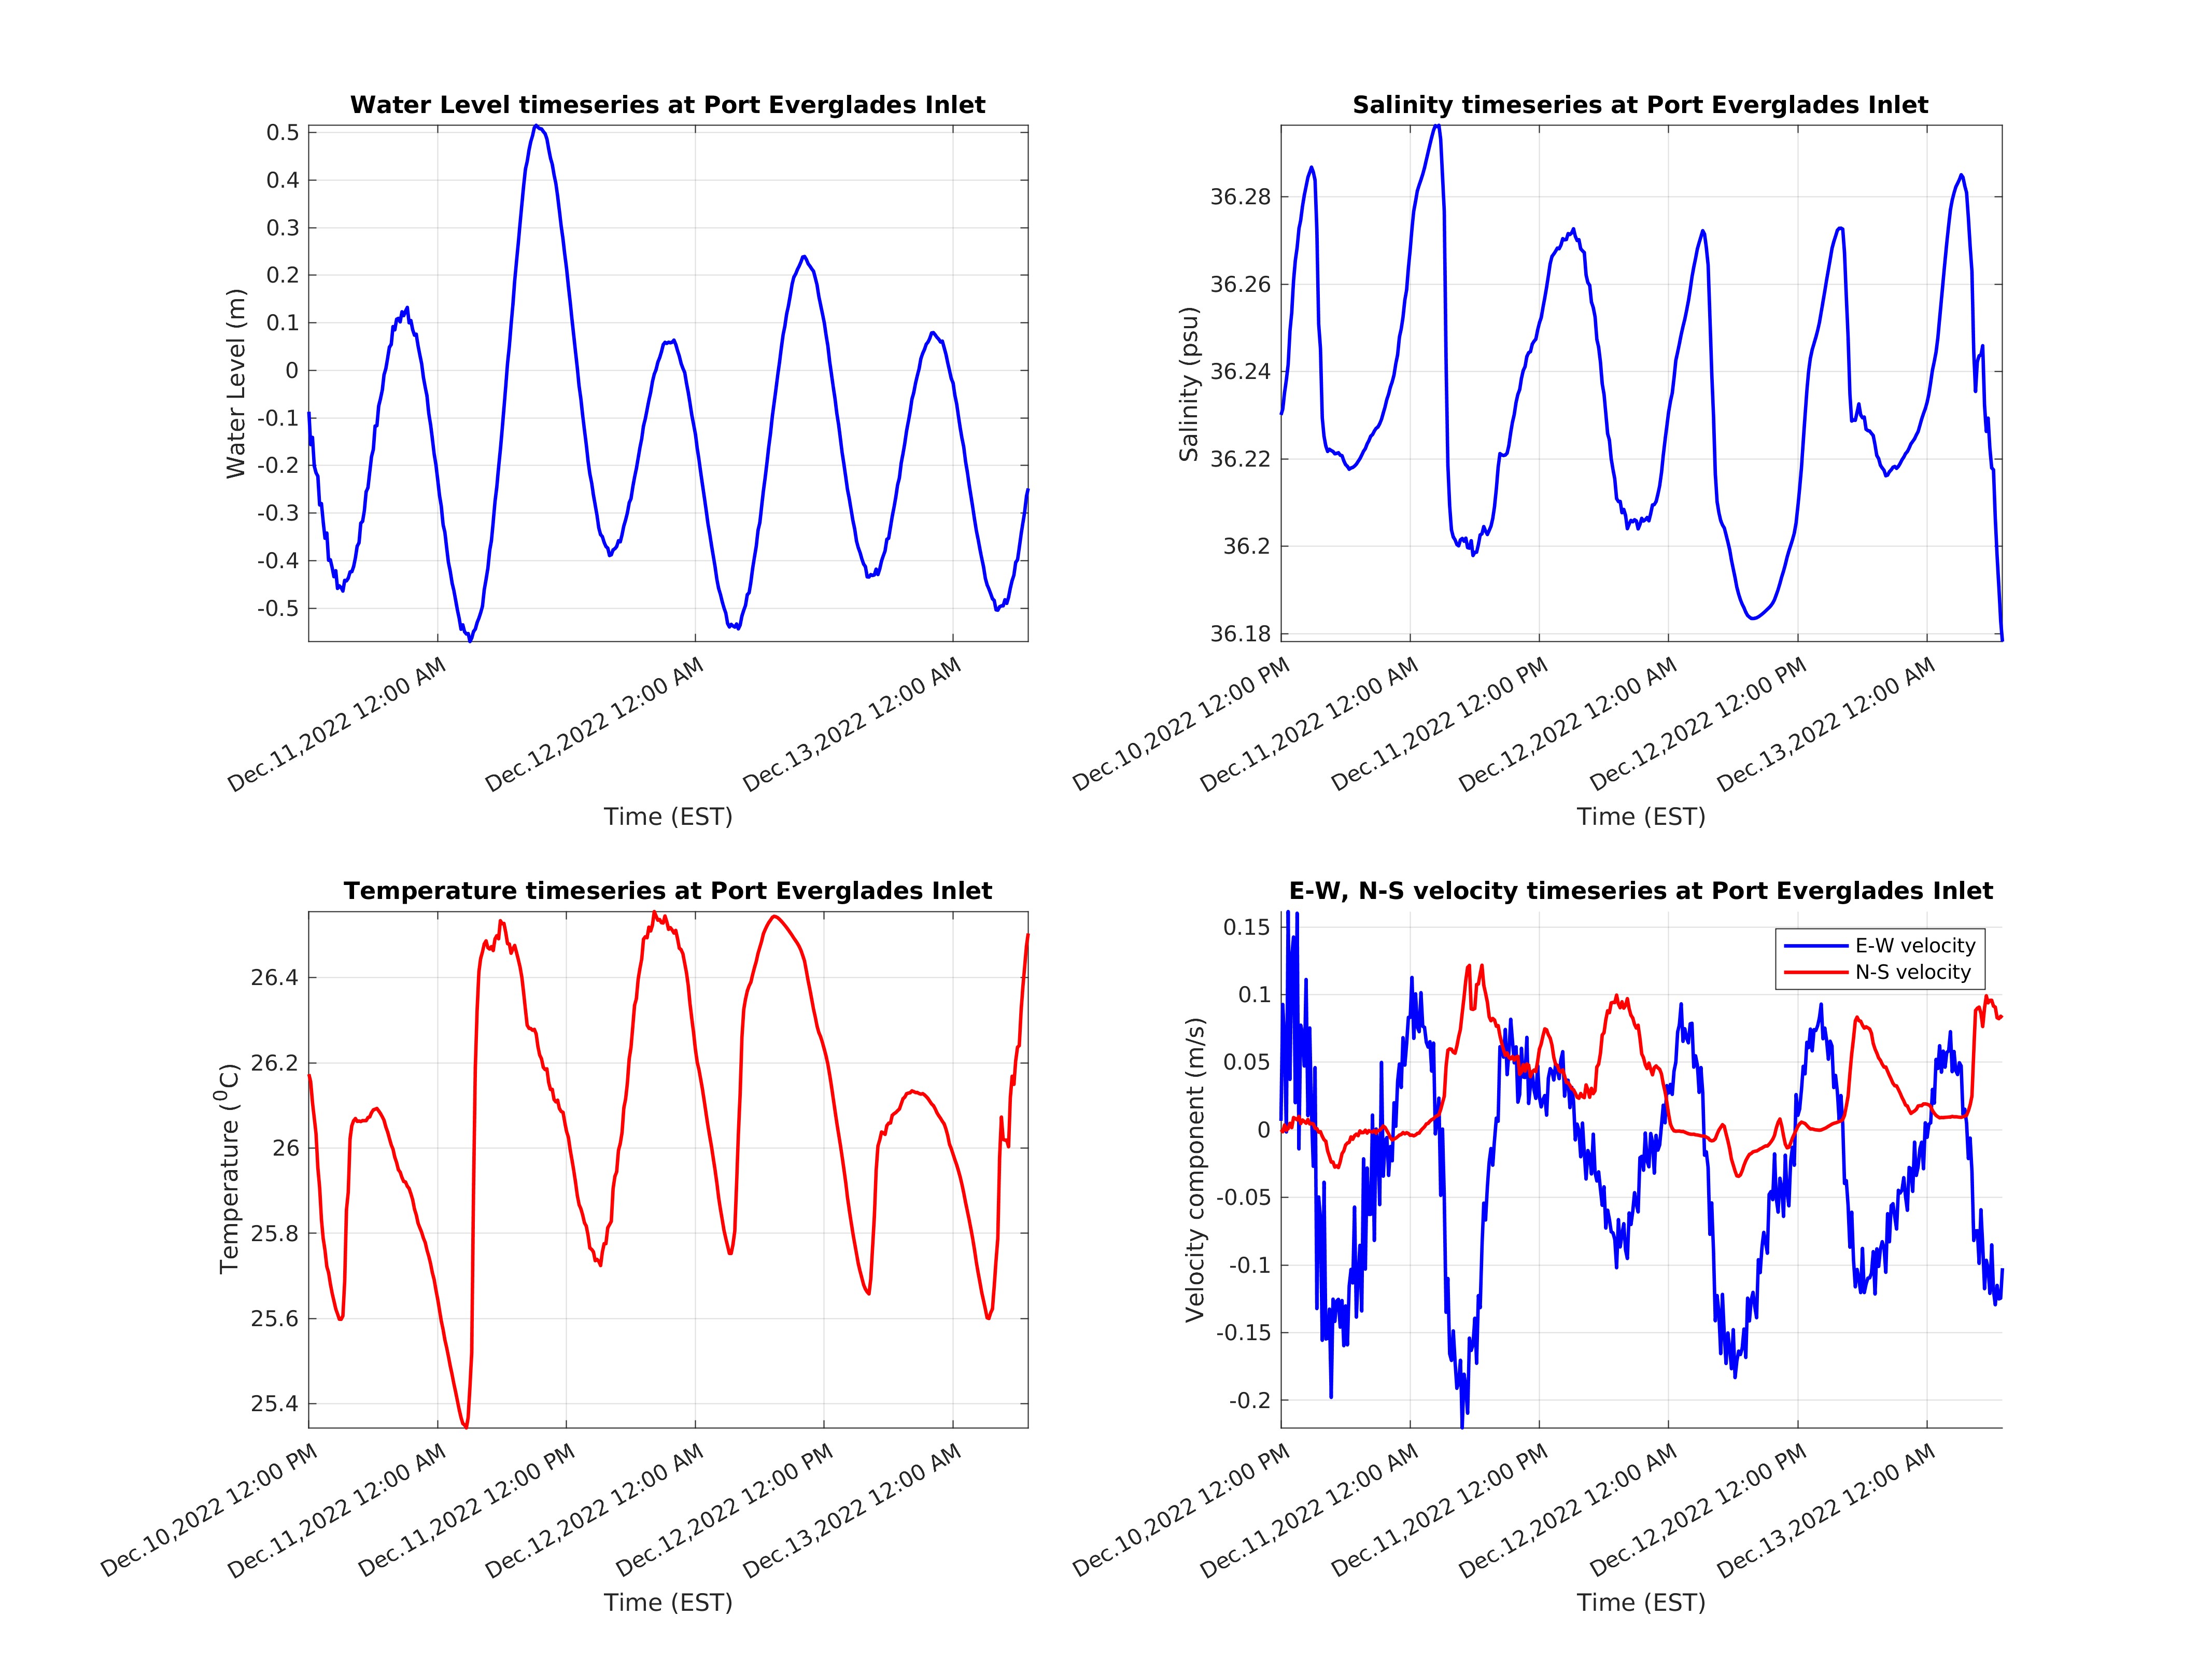 Water Level timeseries at Port Everglades Inlet
0.5
0.4
0.3
0.2
0.1
0
-0.1
-0.2
-0.3
-0.4
-0.5
Water Level (m)
Dec.11,2022 12:00 AM
Dec.12,2022 12:00 AM
Dec.13,2022 12:00 AM
Time (EST)
Salinity timeseries at Port Everglades Inlet
36.28
36.26
36.24
36.22
36.2
36.18
Salinity (psu)
Dec.10,2022 12:00 PM
Dec.11,2022 12:00 AM
Dec.11,2022 12:00 PM
Dec.12,2022 12:00 AM
Dec.12,2022 12:00 PM
Dec.13,2022 12:00 AM
Time (EST)
Temperature timeseries at Port Everglades Inlet
26.4
26.2
26
25.8
25.6
25.4
Temperature (⁰C)
Dec.10,2022 12:00 PM
Dec.11,2022 12:00 AM
Dec.11,2022 12:00 PM
Dec.12,2022 12:00 AM
Dec.12,2022 12:00 PM
Dec.13,2022 12:00 AM
Time (EST)
E-W, N-S velocity timeseries at Port Everglades Inlet
E-W velocity
N-S velocity
0.15
0.1
0.05
0
-0.05
-0.1
-0.15
-0.2
Velocity component (m/s)
Dec.10,2022 12:00 PM
Dec.11,2022 12:00 AM
Dec.11,2022 12:00 PM
Dec.12,2022 12:00 AM
Dec.12,2022 12:00 PM
Dec.13,2022 12:00 AM
Time (EST)